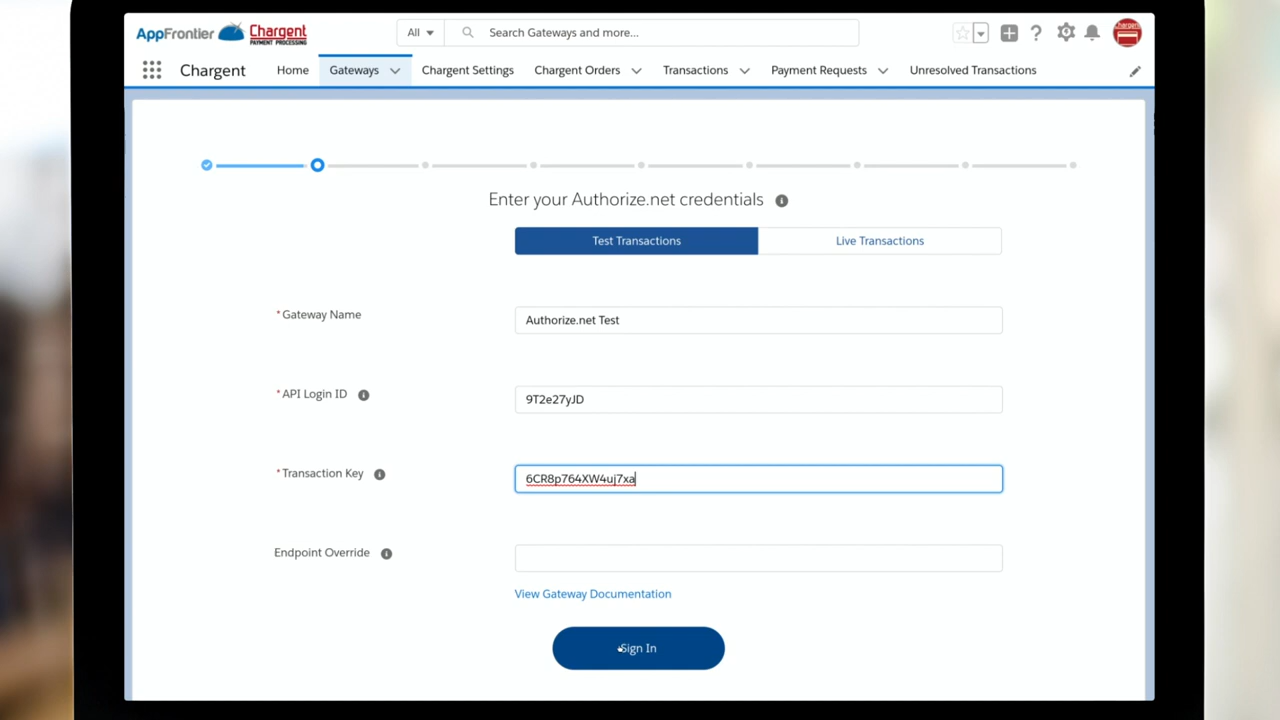 AppFrontier Chargent PAYMENT PROCESSING All Search Gateways and more...
Chargent Home Gateways Chargent Settings Chargent Orders Transactions Payment Requests Unresolved Transactions
Enter your Authorize.net credentials
Test Transactions Live Transactions
*Gateway Name Authorize.net Test
*API Login ID 9T2e27yJD
*Transaction Key 6CR8p764XW4uj7xa
Endpoint Override
View Gateway Documentation
Sign In